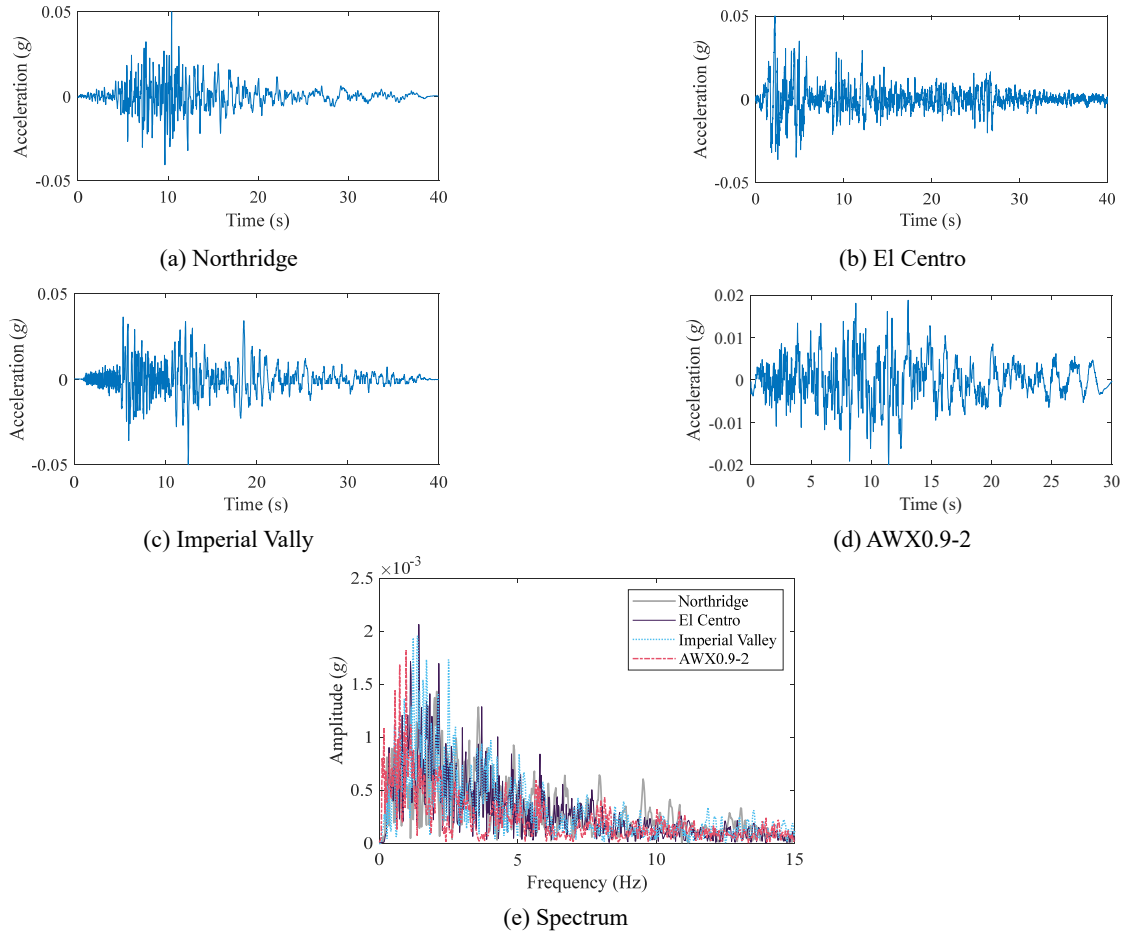 0.05
0
-0.05
Acceleration (g)
0 10 20 30 40
Time (s)
(a) Northridge
0.05
0
-0.05
Acceleration (g)
0 10 20 30 40
Time (s)
(b) El Centro
0.05
0
-0.05
Acceleration (g)
0 10 20 30 40
Time (s)
(c) Imperial Vally
0.02
0.01
0
-0.01
-0.02
Acceleration (g)
0 5 10 15 20 25 30
Time (s)
(d) AWX0.9-2
×10⁻³
2.5
2
1.5
1
0.5
0
Amplitude (g)
Northridge
El Centro
Imperial Valley
AWX0.9-2
0 5 10 15
Frequency (Hz)
(e) Spectrum